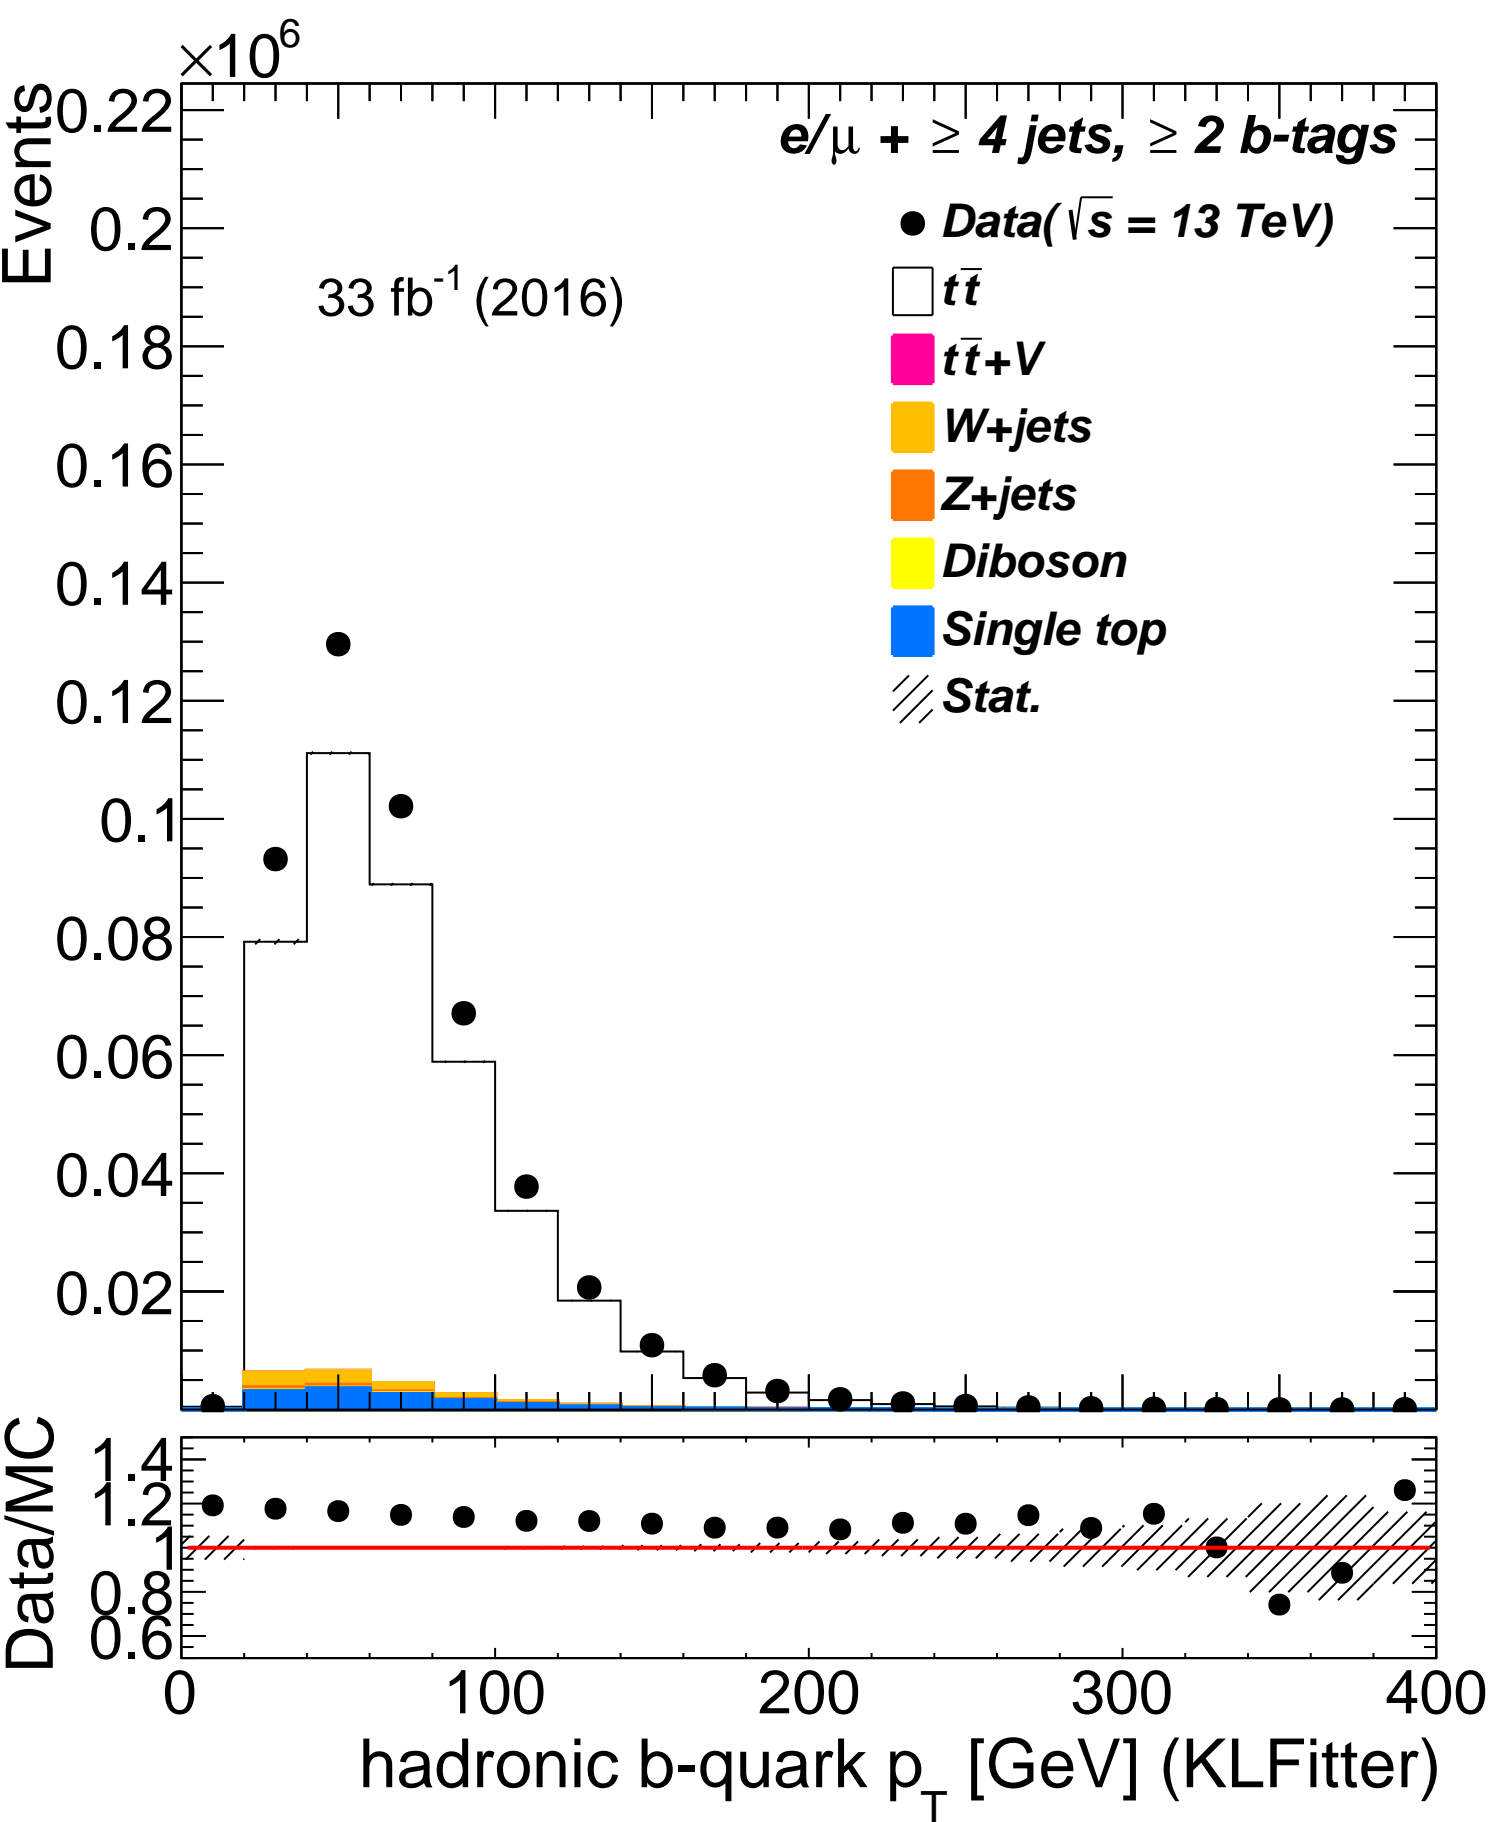 ×10⁶
Events
0.22
0.2
0.18
0.16
0.14
0.12
0.1
0.08
0.06
0.04
0.02
e/μ + ≥ 4 jets, ≥ 2 b-tags
33 fb⁻¹ (2016)
Data(√s = 13 TeV)
tt̅
tt̅+V
W+jets
Z+jets
Diboson
Single top
Stat.
Data/MC
1.4
1.2
1
0.8
0.6
0 100 200 300 400
hadronic b-quark p_T [GeV] (KLFitter)